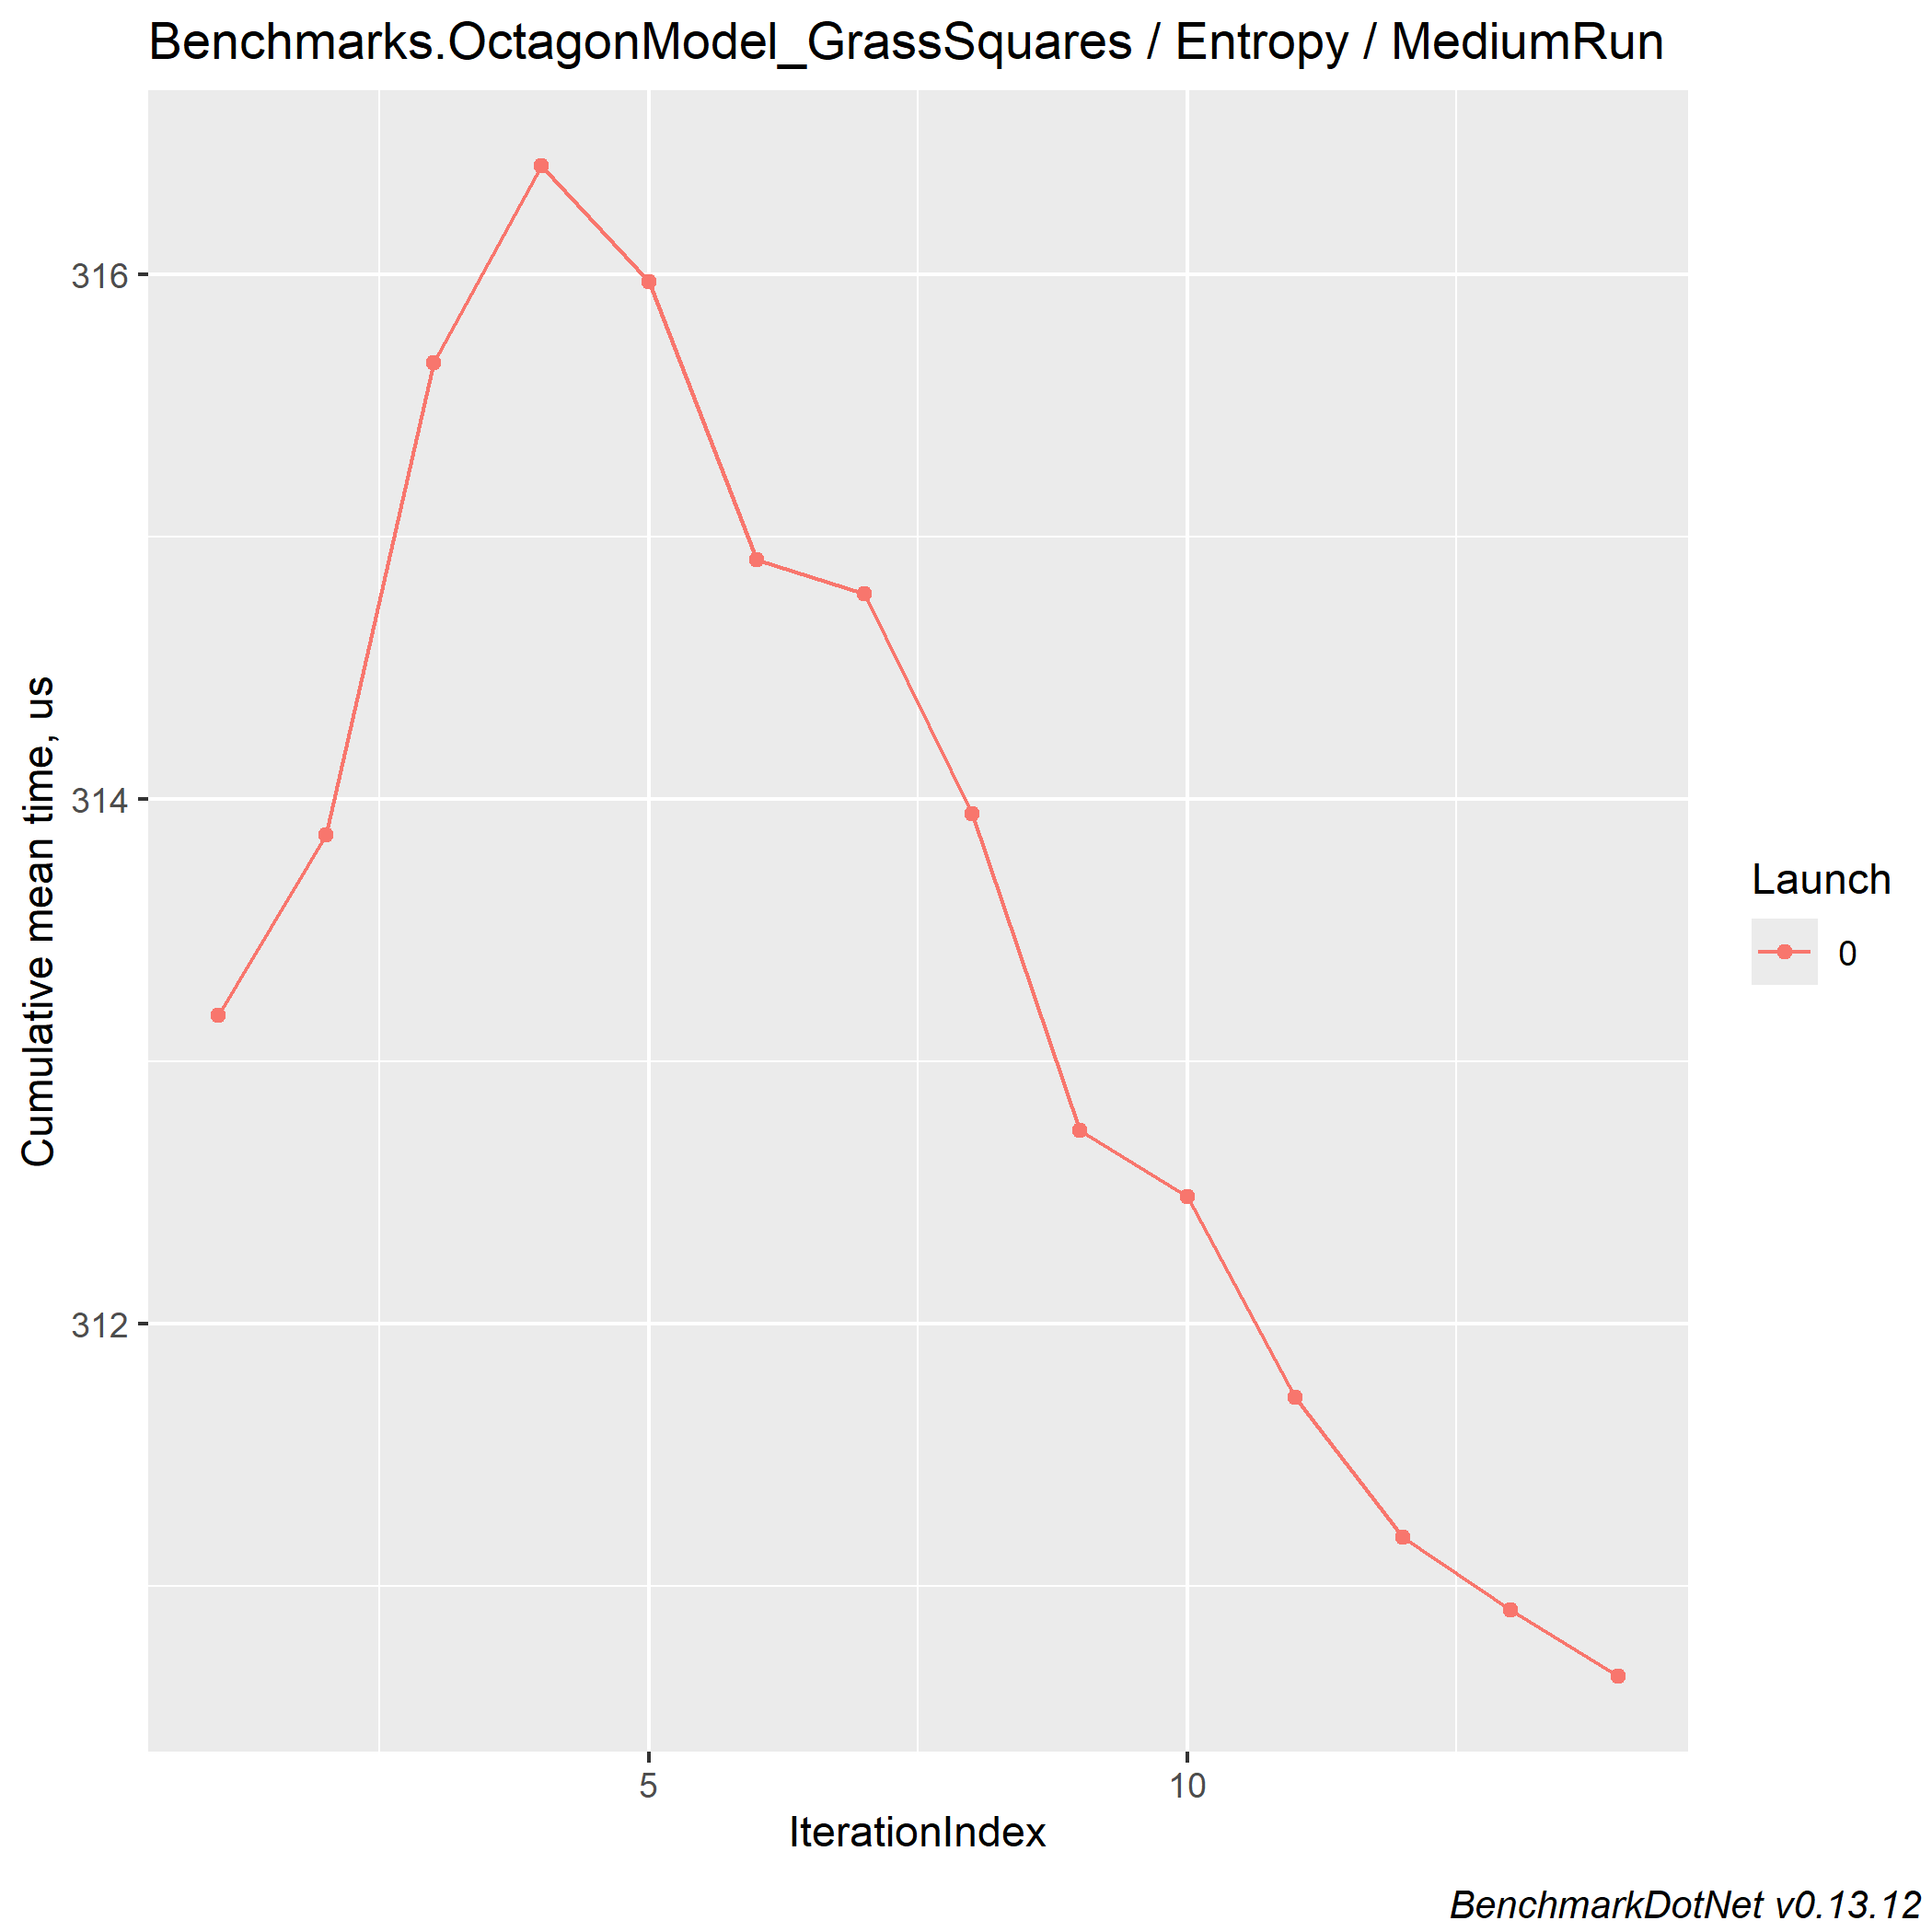 Benchmarks.OctagonModel_GrassSquares / Entropy / MediumRun
Cumulative mean time, us
316
314
312
5
10
IterationIndex
Launch
0
BenchmarkDotNet v0.13.12